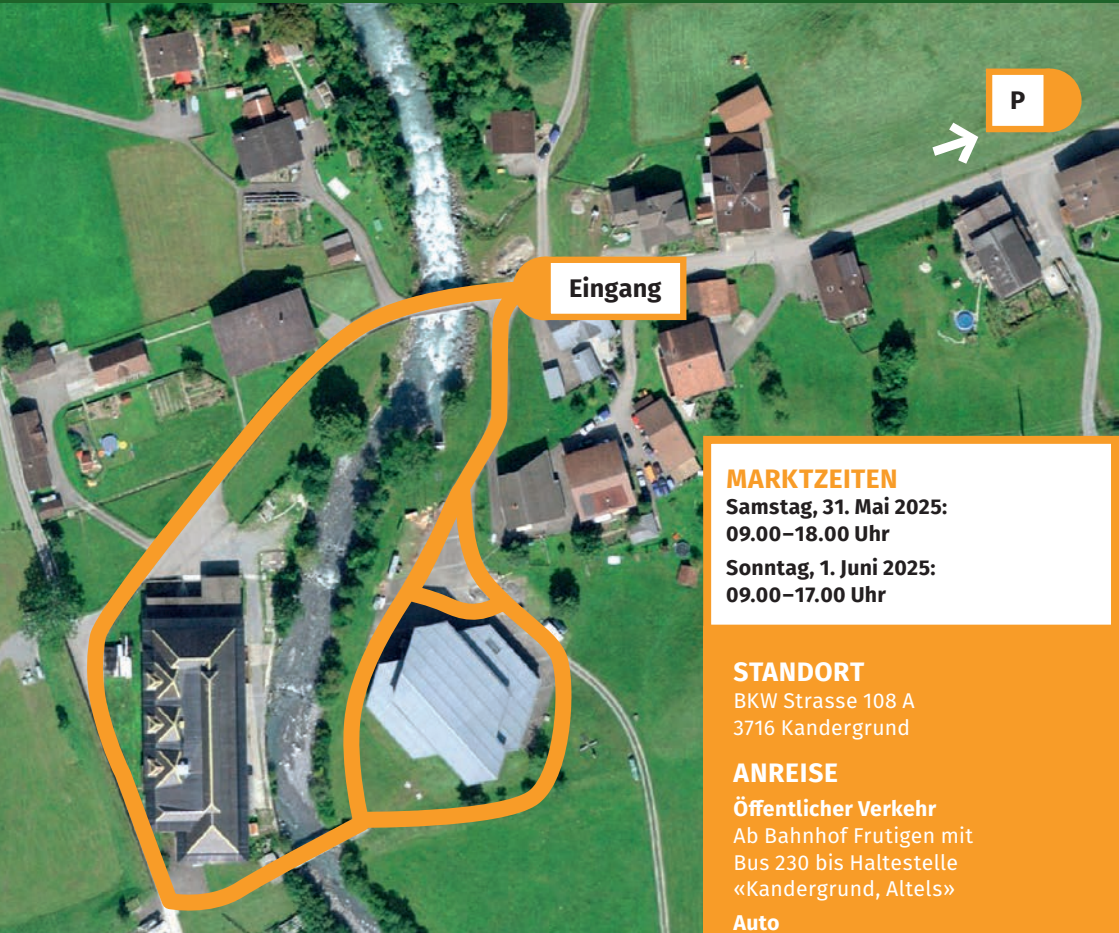 P
Eingang
MARKTZEITEN
Samstag, 31. Mai 2025:
09.00–18.00 Uhr
Sonntag, 1. Juni 2025:
09.00–17.00 Uhr
STANDORT
BKW Strasse 108 A
3716 Kandergrund
ANREISE
Öffentlicher Verkehr
Ab Bahnhof Frutigen mit
Bus 230 bis Haltestelle
«Kandergrund, Altels»
Auto